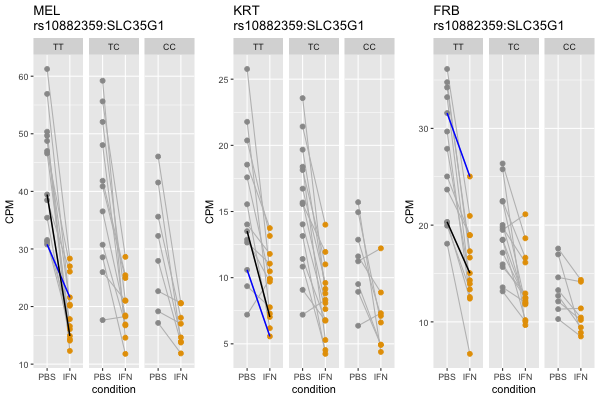 MEL
rs10882359:SLC35G1
TT TC CC
CPM
60
50
40
30
20
10
PBS IFN PBS IFN PBS IFN
condition
KRT
rs10882359:SLC35G1
TT TC CC
CPM
25
20
15
10
5
PBS IFN PBS IFN PBS IFN
condition
FRB
rs10882359:SLC35G1
TT TC CC
CPM
30
20
10
PBS IFN PBS IFN PBS IFN
condition